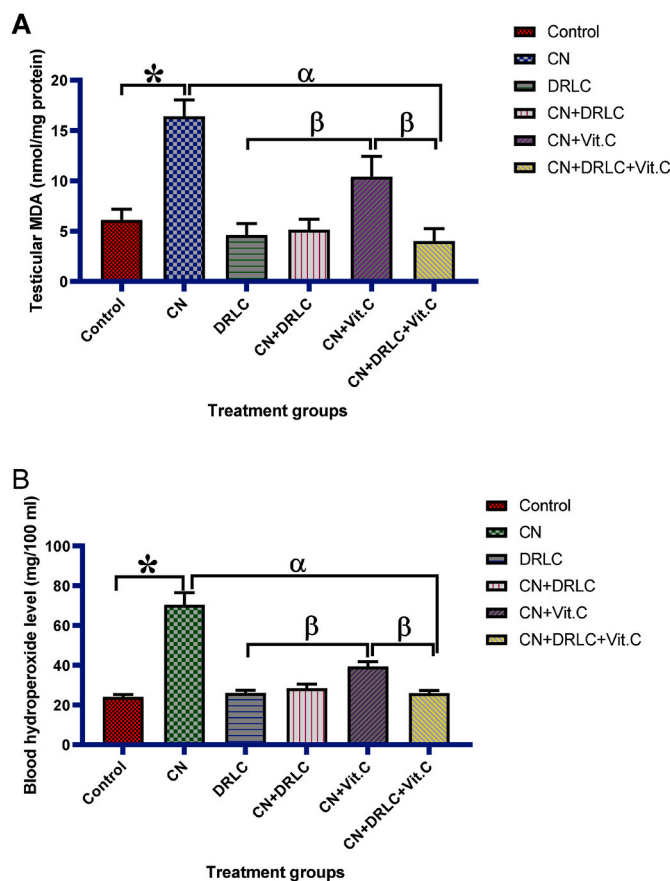 A
Control
CN
DRLC
CN+DRLC
CN+Vit.C
CN+DRLC+Vit.C
Testicular MDA (nmol/mg protein)
20
15
10
5
0
*
α
β
β
Control
CN
DRLC
CN+DRLC
CN+Vit.C
CN+DRLC+Vit.C
Treatment groups
B
Control
CN
DRLC
CN+DRLC
CN+Vit.C
CN+DRLC+Vit.C
Blood hydroperoxide level (mg/100 ml)
100
80
60
40
20
0
*
α
β
β
Control
CN
DRLC
CN+DRLC
CN+Vit.C
CN+DRLC+Vit.C
Treatment groups